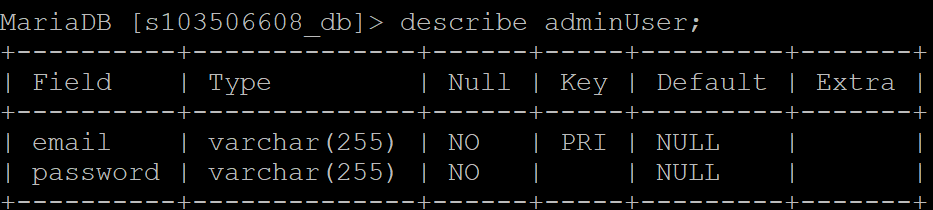 MariaDB [s103506608_db]> describe adminUser;
+----------+--------------+------+-----+---------+-------+
| Field    | Type         | Null | Key | Default | Extra |
+----------+--------------+------+-----+---------+-------+
| email    | varchar(255) | NO   | PRI | NULL    |       |
| password | varchar(255) | NO   |     | NULL    |       |
+----------+--------------+------+-----+---------+-------+